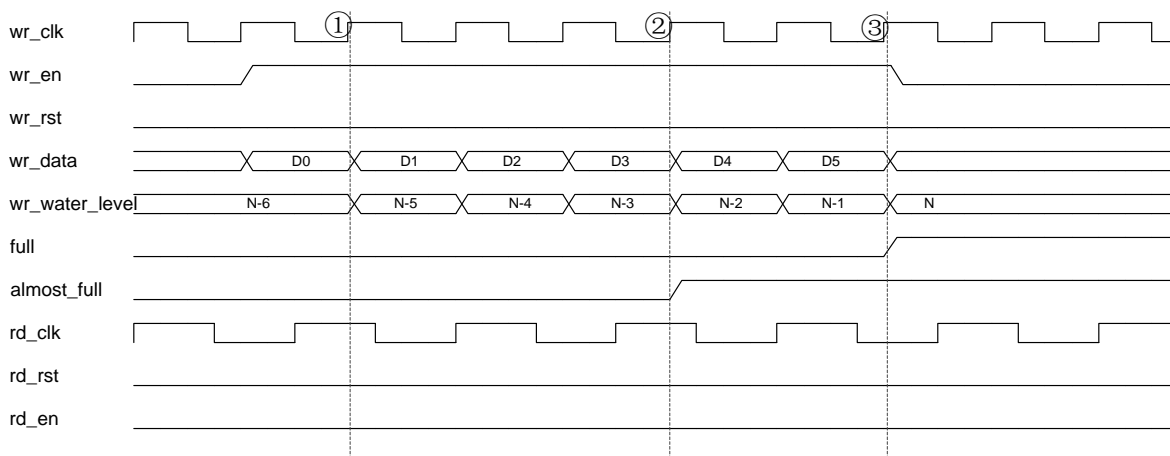 wr_clk ① ② ③
wr_en
wr_rst
wr_data D0 D1 D2 D3 D4 D5
wr_water_level N-6 N-5 N-4 N-3 N-2 N-1 N
full
almost_full
rd_clk
rd_rst
rd_en